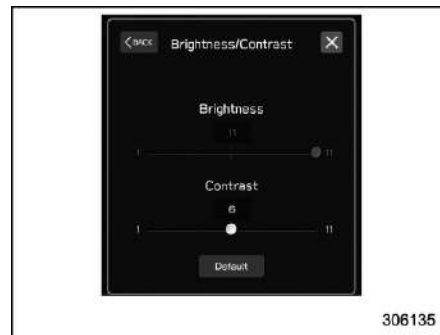 BACK Brightness/Contrast
Brightness
11
1 11
Contrast
6
1 11
Default
306135